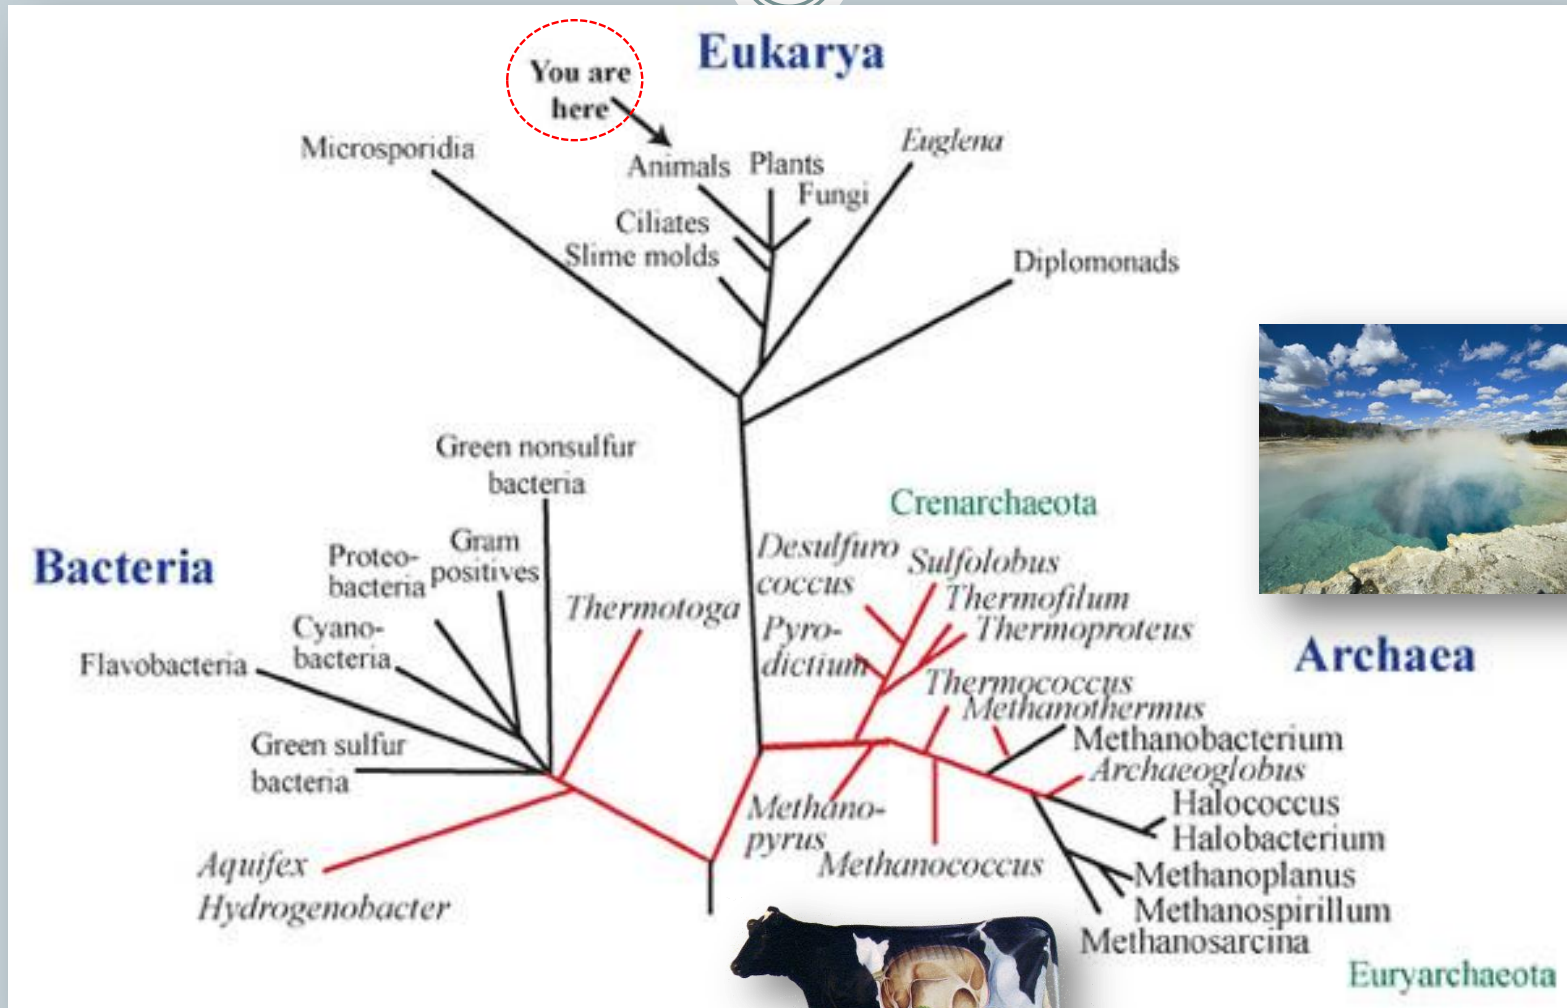 Eukarya
You are
here
Microsporidia
Animals
Plants
Fungi
Euglena
Ciliates
Slime molds
Diplomonads
Bacteria
Green nonsulfur
bacteria
Gram
positives
Proteo-
bacteria
Cyano-
bacteria
Flavobacteria
Green sulfur
bacteria
Thermotoga
Aquifex
Hydrogenobacter
Crenarchaeota
Desulfuro
coccus
Sulfolobus
Thermofilum
Thermoproteus
Pyro-
dictium
Archaea
Thermococcus
Methanothermus
Methanobacterium
Archaeoglobus
Halococcus
Halobacterium
Methano-
pyrus
Methanococcus
Methanoplanus
Methanospirillum
Methanosarcina
Euryarchaeota